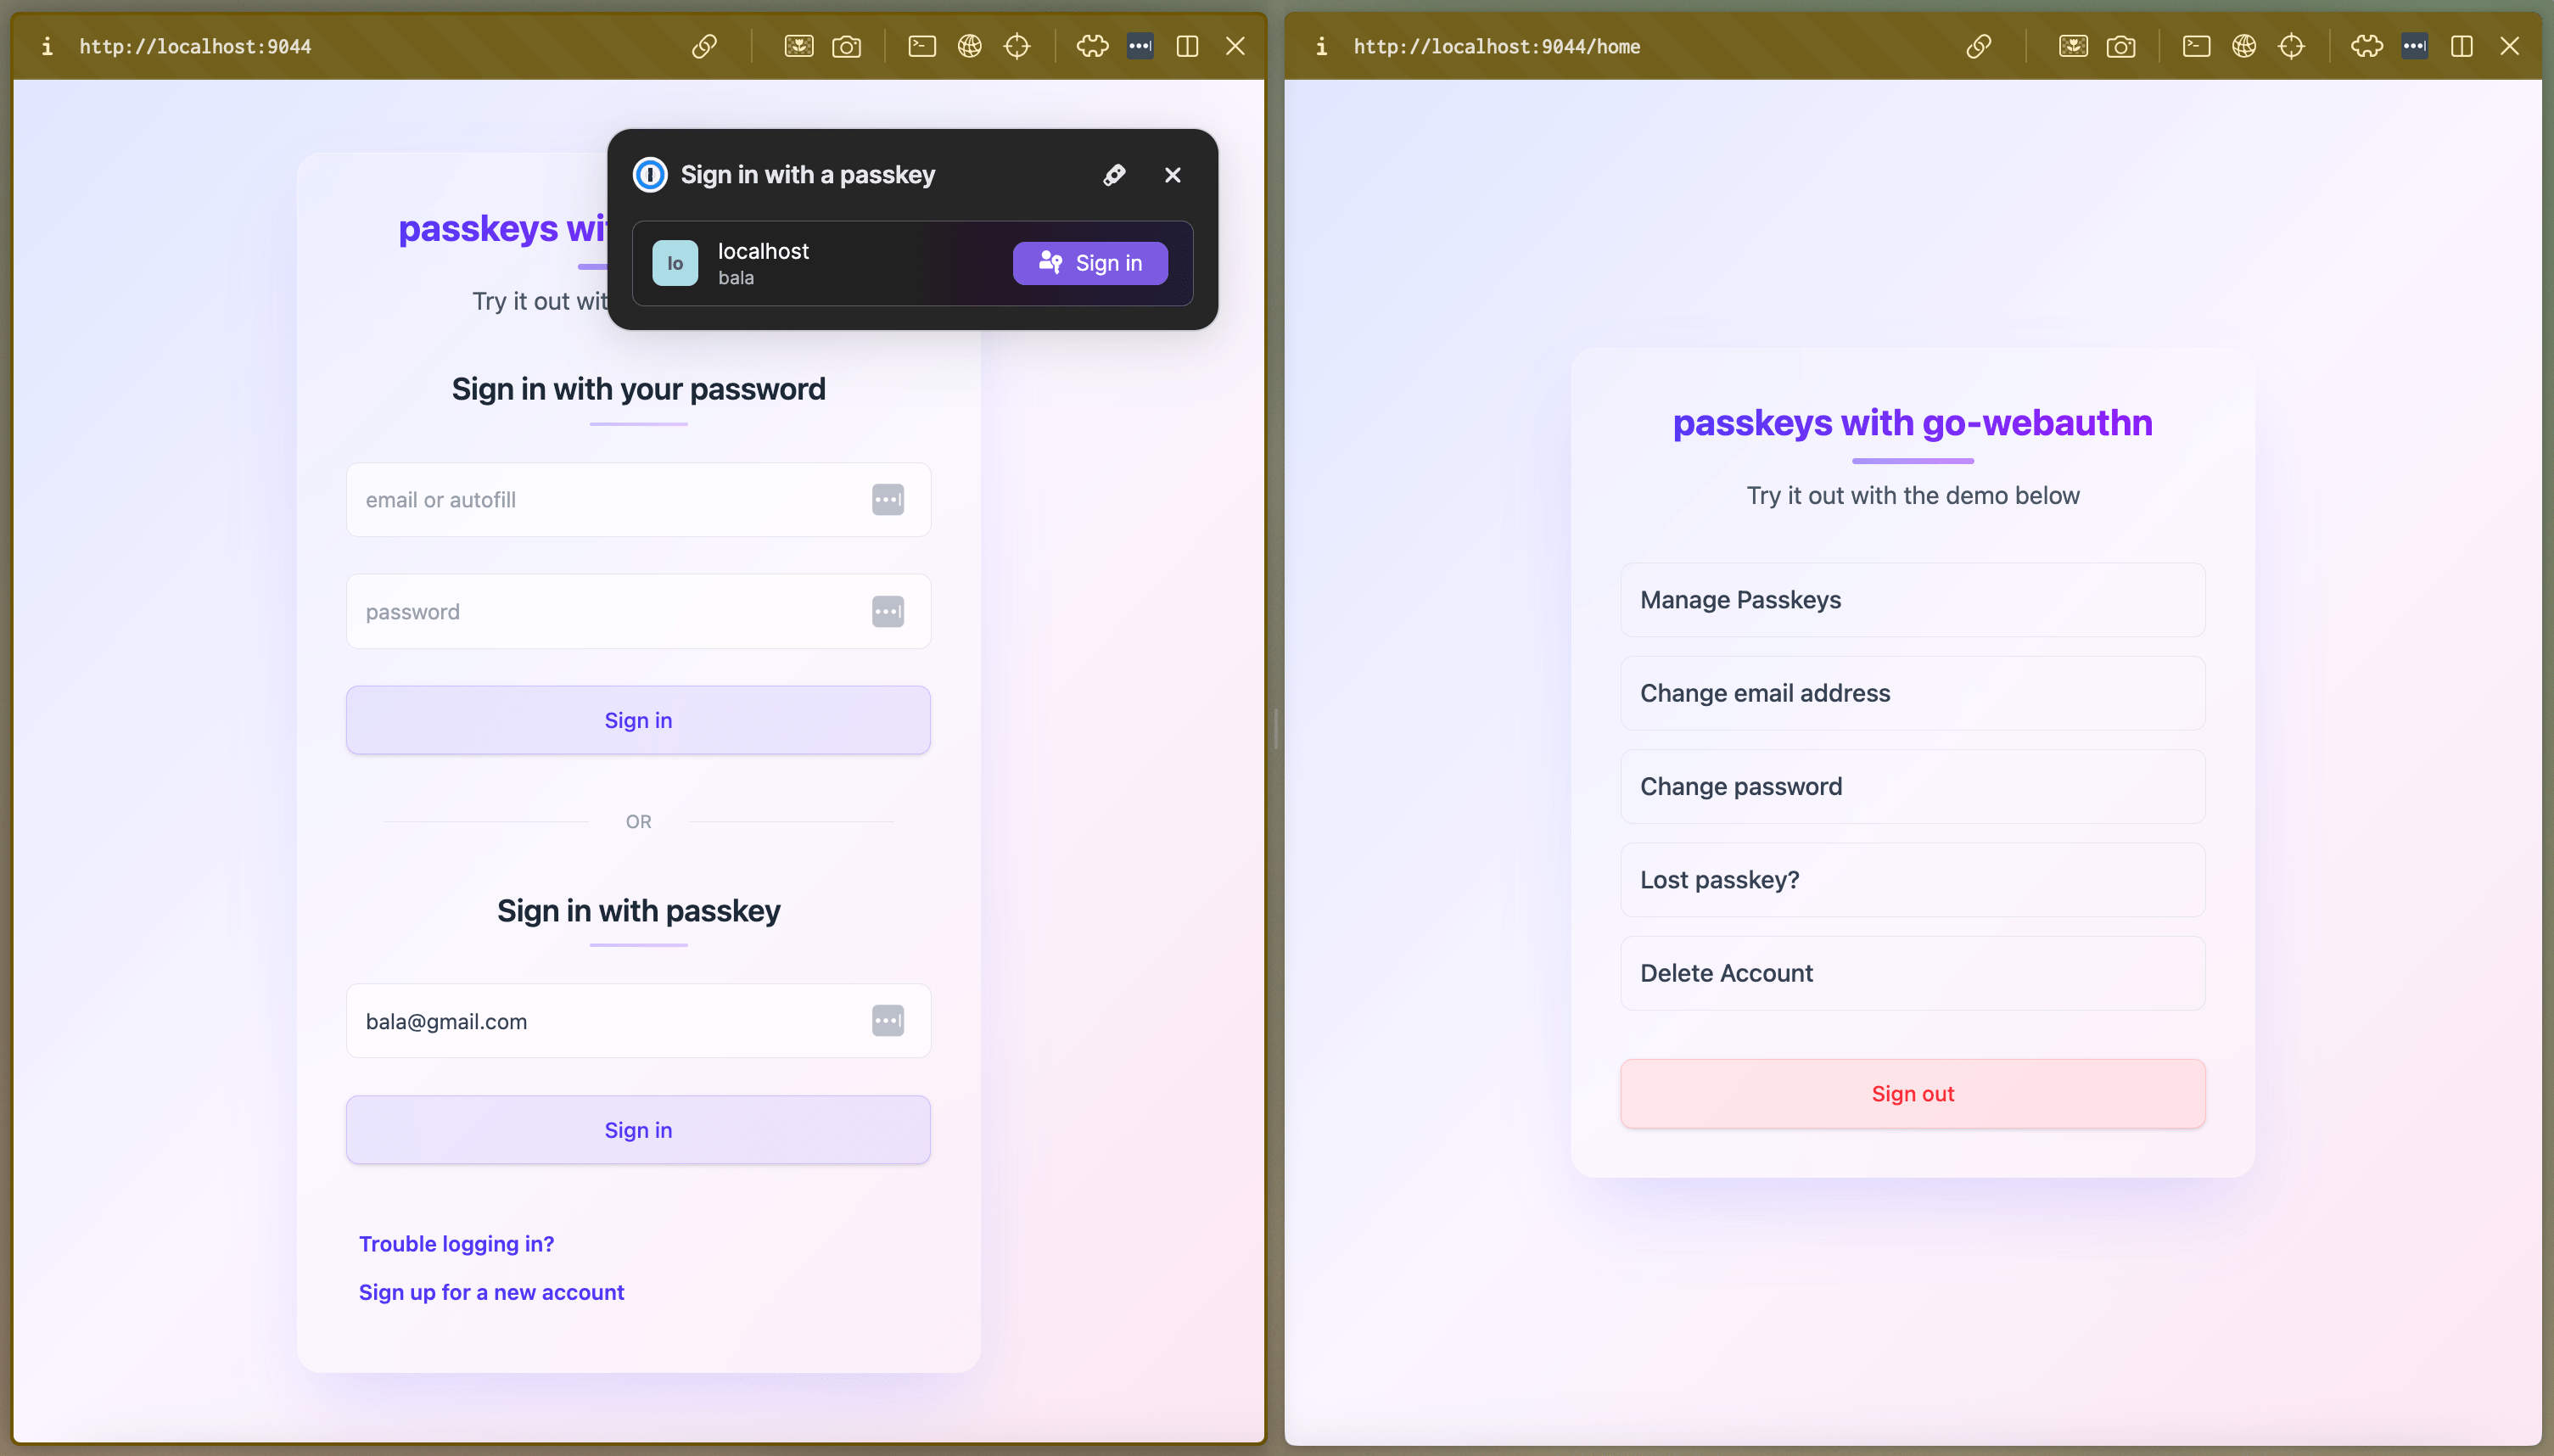 http://localhost:9044
Sign in with a passkey
lo
localhost
bala
Sign in
passkeys wi
Try it out wit
Sign in with your password
email or autofill
password
Sign in
OR
Sign in with passkey
bala@gmail.com
Sign in
Trouble logging in?
Sign up for a new account
http://localhost:9044/home
passkeys with go-webauthn
Try it out with the demo below
Manage Passkeys
Change email address
Change password
Lost passkey?
Delete Account
Sign out